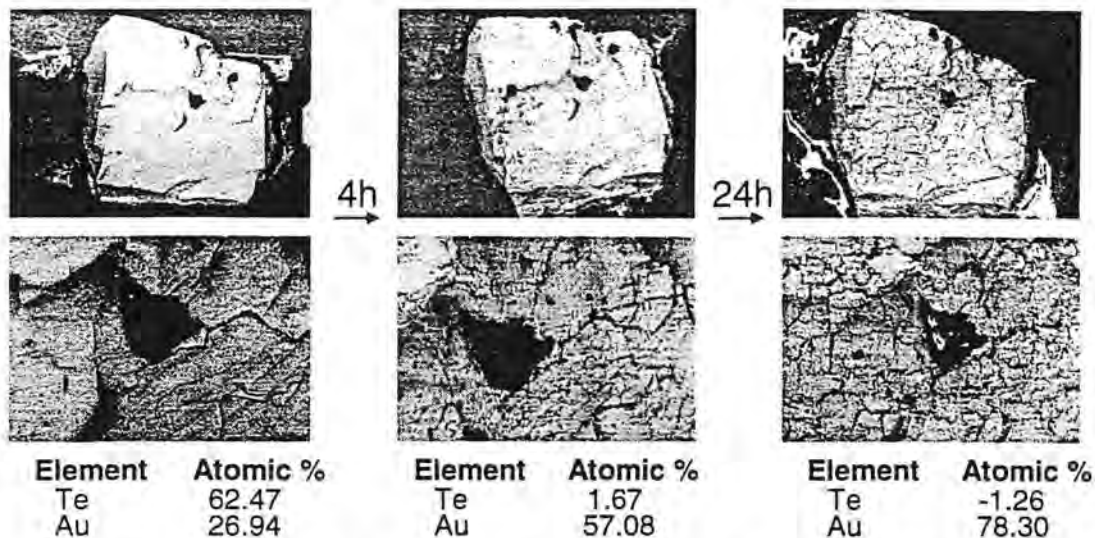 4h
24h
Element Atomic %
Te 62.47
Au 26.94
Element Atomic %
Te 1.67
Au 57.08
Element Atomic %
Te -1.26
Au 78.30